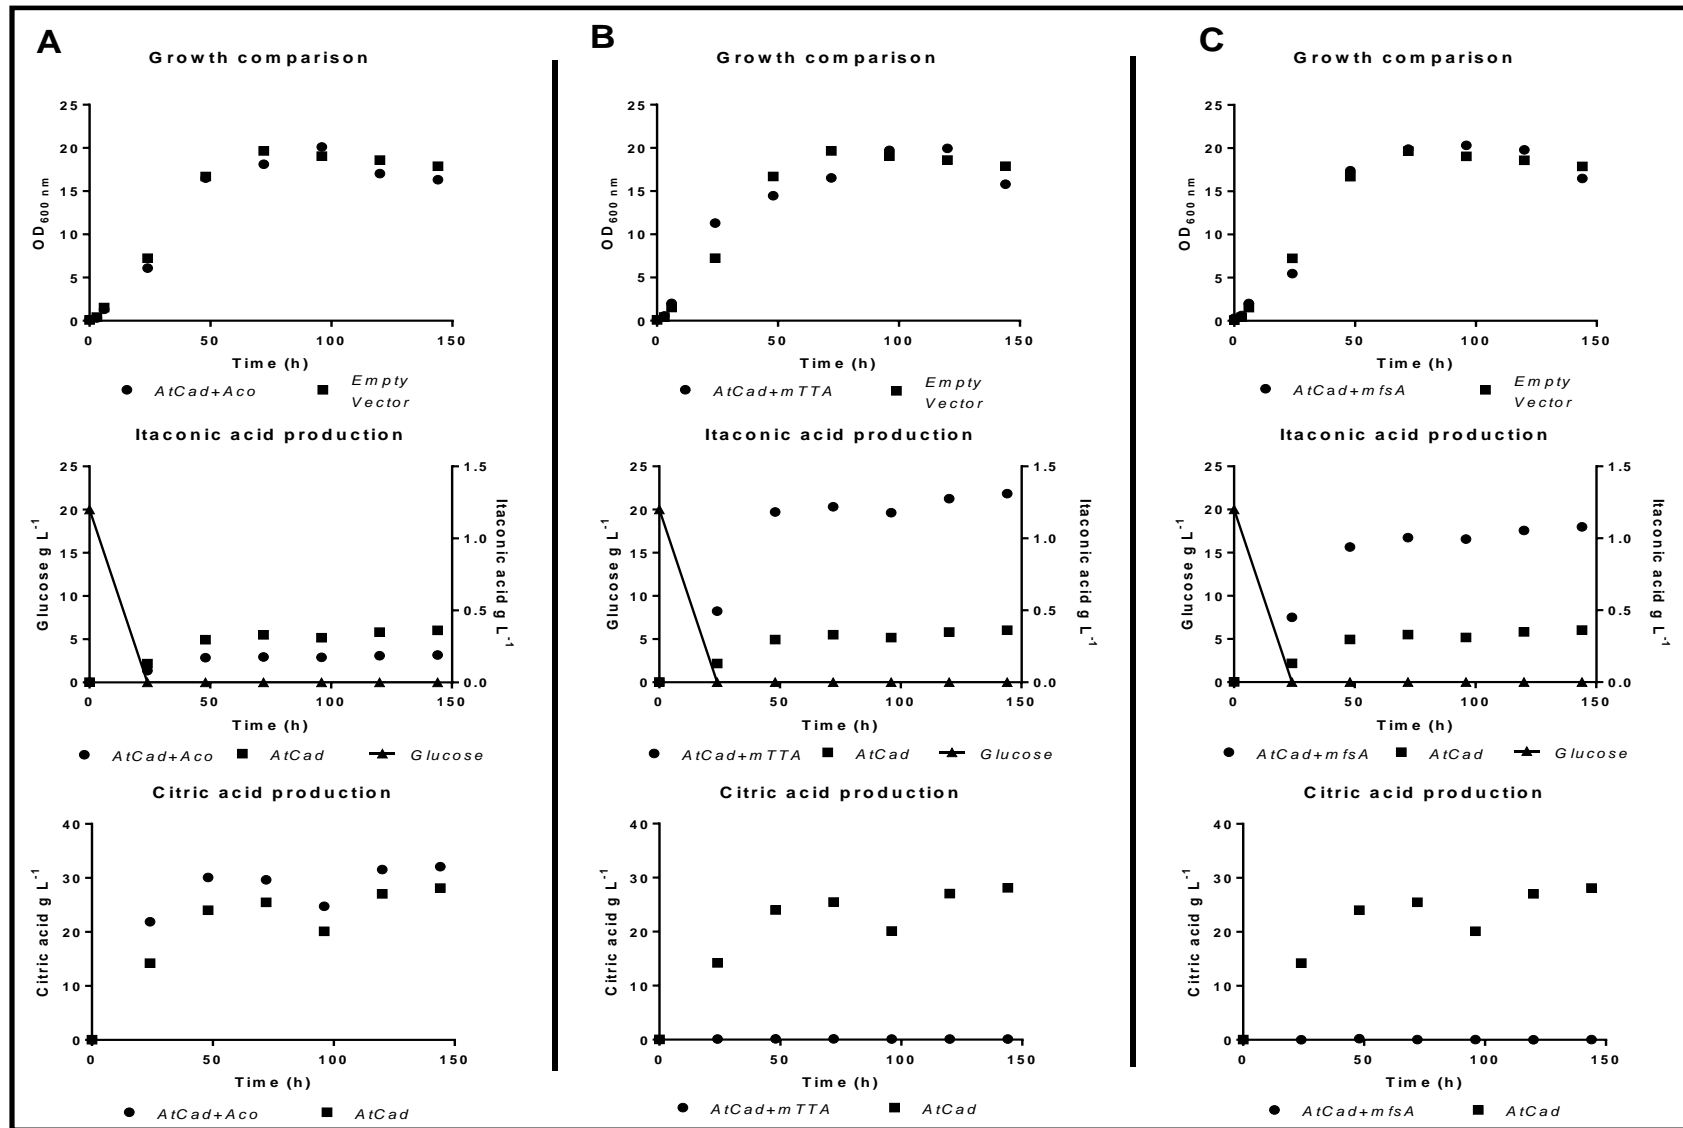 A
Growth comparison
25
20
15
10
5
0
OD600 nm
0 50 100 150
Time (h)
AtCad+Aco Empty
Vector
Itaconic acid production
25
20
15
10
5
0
Glucose g L-1
1.5
1.0
0.5
0.0
Itaconic acid g L-1
0 50 100 150
Time (h)
AtCad+Aco AtCad Glucose
Citric acid production
40
30
20
10
0
Citric acid g L-1
0 50 100 150
Time (h)
AtCad+Aco AtCad
B
Growth comparison
25
20
15
10
5
0
OD600 nm
0 50 100 150
Time (h)
AtCad+mTTA Empty
Vector
Itaconic acid production
25
20
15
10
5
0
Glucose g L-1
1.5
1.0
0.5
0.0
Itaconic acid g L-1
0 50 100 150
Time (h)
AtCad+mTTA AtCad Glucose
Citric acid production
40
30
20
10
0
Citric acid g L-1
0 50 100 150
Time (h)
AtCad+mTTA AtCad
C
Growth comparison
25
20
15
10
5
0
OD600 nm
0 50 100 150
Time (h)
AtCad+mfsA Empty
Vector
Itaconic acid production
25
20
15
10
5
0
Glucose g L-1
1.5
1.0
0.5
0.0
Itaconic acid g L-1
0 50 100 150
Time (h)
AtCad+mfsA AtCad Glucose
Citric acid production
40
30
20
10
0
Citric acid g L-1
0 50 100 150
Time (h)
AtCad+mfsA AtCad